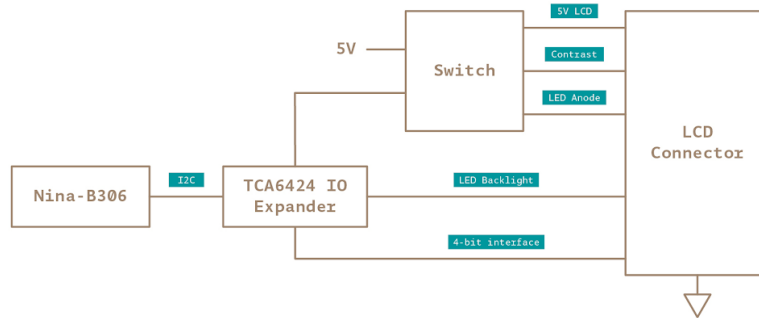 5V LCD
5V
Contrast
Switch
LED Anode
LCD
Connector
I2C
Nina-B306
TCA6424 IO
Expander
LED Backlight
4-bit interface